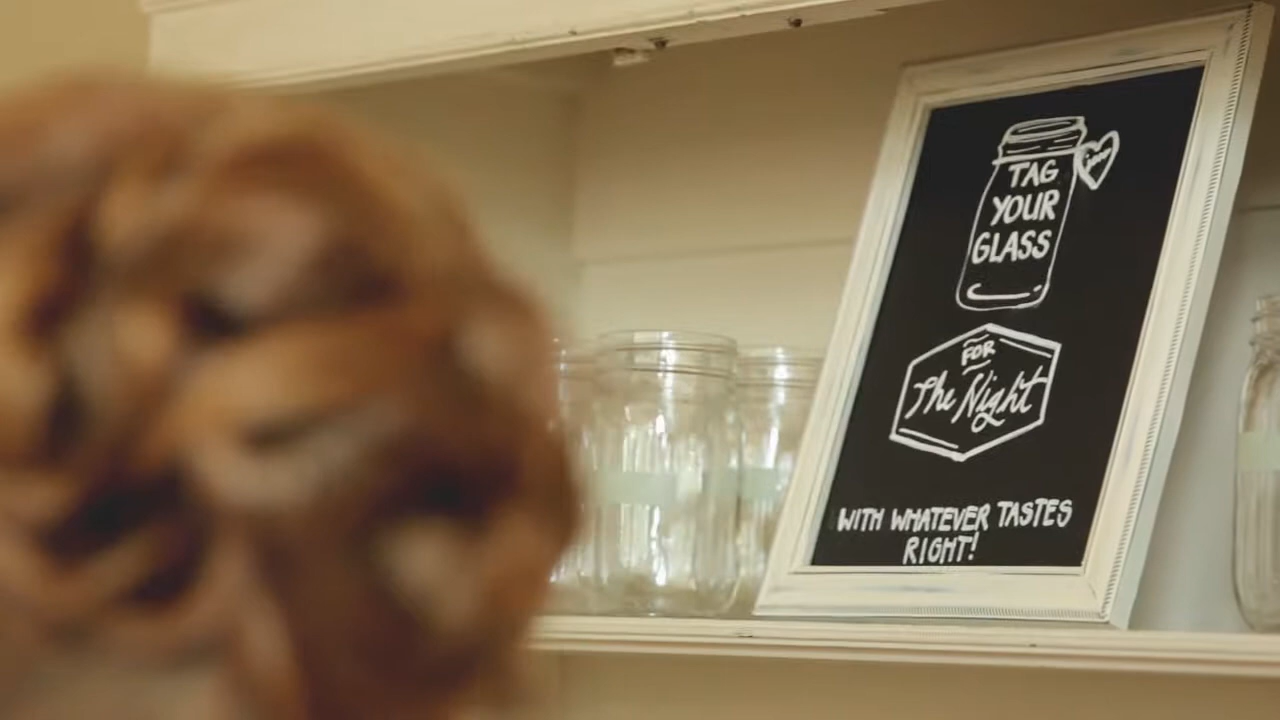 TAG
YOUR
GLASS
FOR
The Night
WITH WHATEVER TASTES
RIGHT!